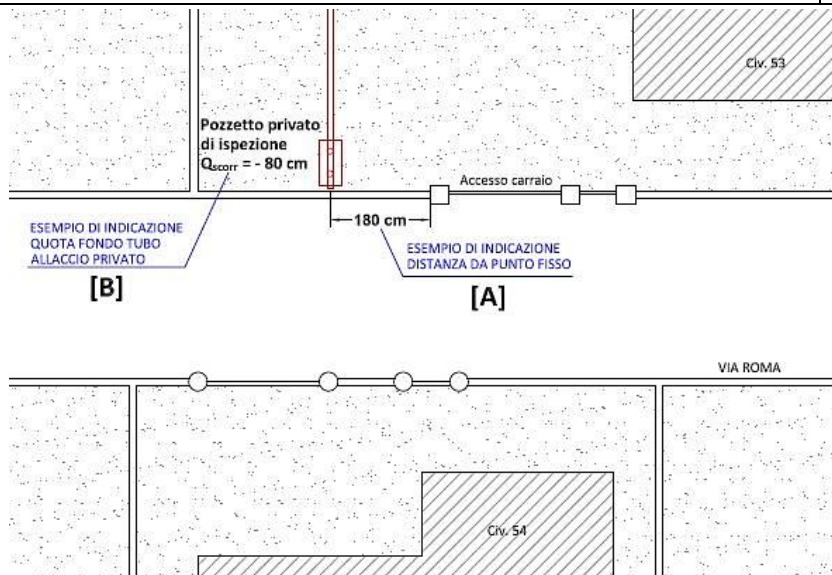 Civ. 53
Pozzetto privato
di ispezione
Qscorr = - 80 cm
Accesso carraio
180 cm
ESEMPIO DI INDICAZIONE
QUOTA FONDO TUBO
ALLACCIO PRIVATO
[B]
ESEMPIO DI INDICAZIONE
DISTANZA DA PUNTO FISSO
[A]
VIA ROMA
Civ. 54